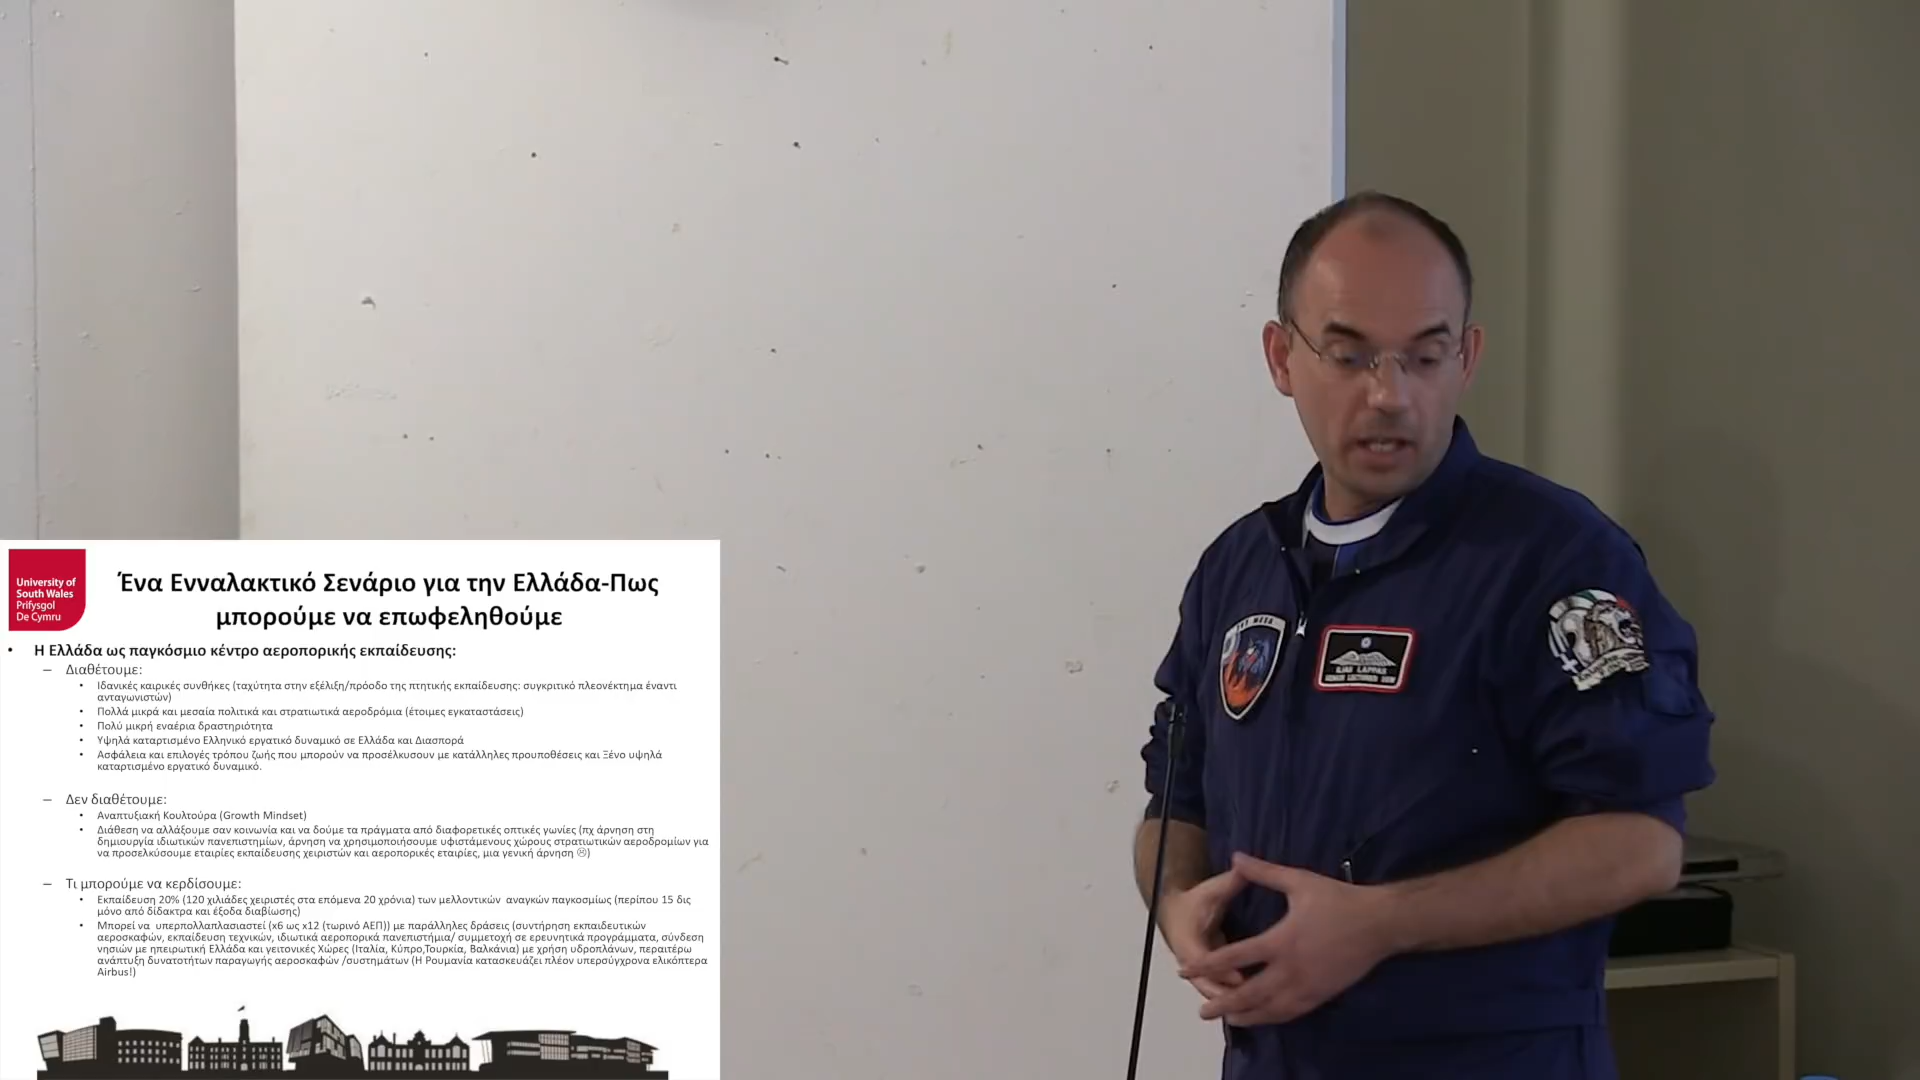 University of
South Wales
Prifysgol
De Cymru
Ένα Ενναλακτικό Σενάριο για την Ελλάδα-Πως
μπορούμε να επωφεληθούμε
• Η Ελλάδα ως παγκόσμιο κέντρο αεροπορικής εκπαίδευσης:
– Διαθέτουμε:
• Ιδανικές καιρικές συνθήκες (ταχύτητα στην εξέλιξη/πρόοδο της πτητικής εκπαίδευσης: συγκριτικό πλεονέκτημα έναντι
ανταγωνιστών)
• Πολλά μικρά και μεσαία πολιτικά και στρατιωτικά αεροδρόμια (έτοιμες εγκαταστάσεις)
• Πολύ μικρή εναέρια δραστηριότητα
• Υψηλά καταρτισμένο Ελληνικό εργατικό δυναμικό σε Ελλάδα και Διασπορά
• Ασφάλεια και επιλογές τρόπου ζωής που μπορούν να προσέλκυσουν με κατάλληλες προυποθέσεις και Ξένο υψηλά
καταρτισμένο εργατικό δυναμικό.
– Δεν διαθέτουμε:
• Αναπτυξιακή Κουλτούρα (Growth Mindset)
• Διάθεση να αλλάξουμε σαν κοινωνία και να δούμε τα πράγματα από διαφορετικές οπτικές γωνίες (πχ άρνηση στη
δημιουργία ιδιωτικών πανεπιστημίων, άρνηση να χρησιμοποιήσουμε υφιστάμενους χώρους στρατιωτικών αεροδρομίων για
να προσελκύσουμε εταιρίες εκπαίδευσης χειριστών και αεροπορικές εταιρίες, μια γενική άρνηση ☹)
– Τι μπορούμε να κερδίσουμε:
• Εκπαίδευση 20% (120 χιλιάδες χειριστές στα επόμενα 20 χρόνια) των μελλοντικών αναγκών παγκοσμίως (περίπου 15 δις
μόνο από δίδακτρα και έξοδα διαβίωσης)
• Μπορεί να υπερπολλαπλασιαστεί (x6 ως x12 (τωρινό ΑΕΠ)) με παράλληλες δράσεις (συντήρηση εκπαιδευτικών
αεροσκαφών, εκπαίδευση τεχνικών, ιδιωτικά αεροπορικά πανεπιστήμια/ συμμετοχή σε ερευνητικά προγράμματα, σύνδεση
νησιών με ηπειρωτική Ελλάδα και γειτονικές Χώρες (Ιταλία, Κύπρο,Τουρκία, Βαλκάνια) με χρήση υδροπλάνων, περαιτέρω
ανάπτυξη δυνατοτήτων παραγωγής αεροσκαφών /συστημάτων (Η Ρουμανία κατασκευάζει πλέον υπερσύγχρονα ελικόπτερα
Airbus!)
ILIAS LAPPAS